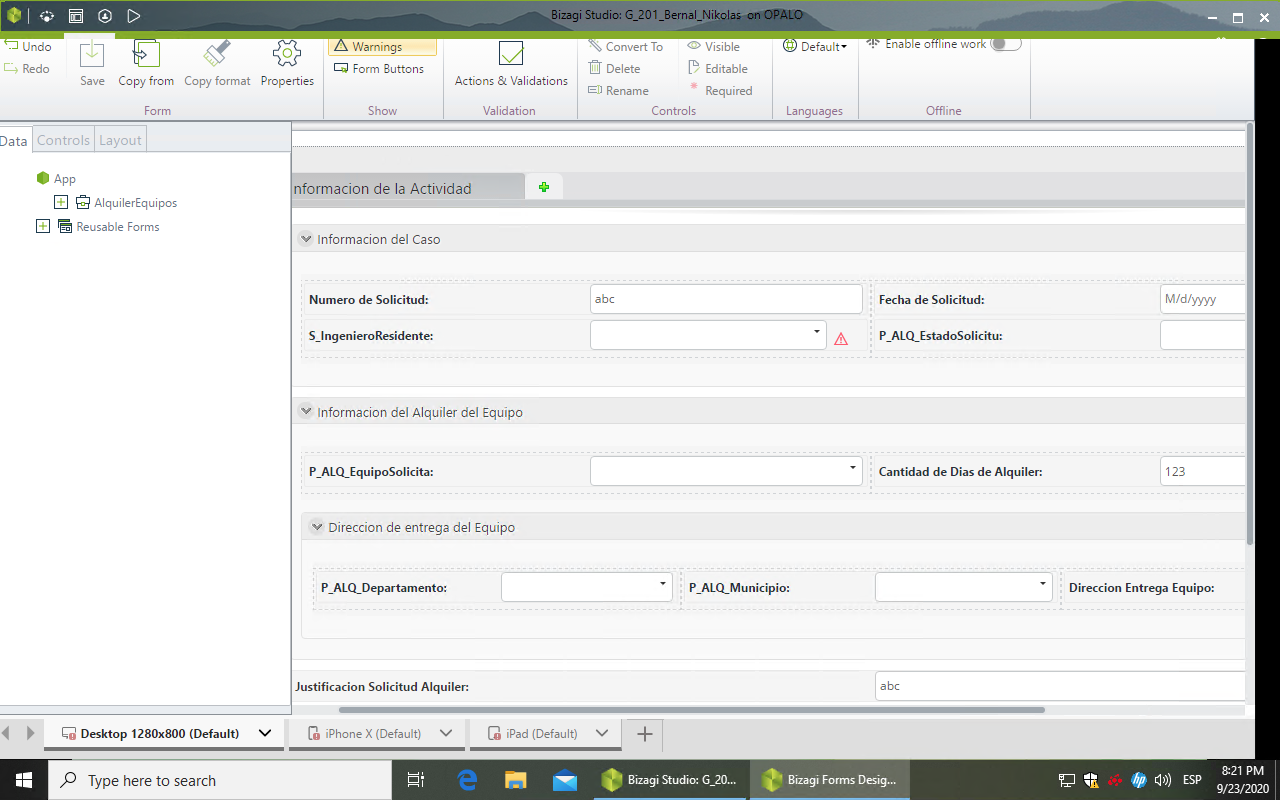 Bizagi Studio: G_201_Bernal_Nikolas on OPALO
Undo
Redo
Save
Copy from
Copy format
Properties
Form
Warnings
Form Buttons
Show
Actions & Validations
Validation
Convert To
Delete
Rename
Visible
Editable
Required
Controls
Default
Languages
Enable offline work
Offline
Data
Controls
Layout
App
AlquilerEquipos
Reusable Forms
nformacion de la Actividad
Informacion del Caso
Numero de Solicitud:
abc
Fecha de Solicitud:
M/d/yyyy
S_IngenieroResidente:
P_ALQ_EstadoSolicitu:
Informacion del Alquiler del Equipo
P_ALQ_EquipoSolicita:
Cantidad de Dias de Alquiler:
123
Direccion de entrega del Equipo
P_ALQ_Departamento:
P_ALQ_Municipio:
Direccion Entrega Equipo:
Justificacion Solicitud Alquiler:
abc
Desktop 1280x800 (Default)
iPhone X (Default)
iPad (Default)
Type here to search
Bizagi Studio: G_20...
Bizagi Forms Desig...
ESP
8:21 PM
9/23/2020